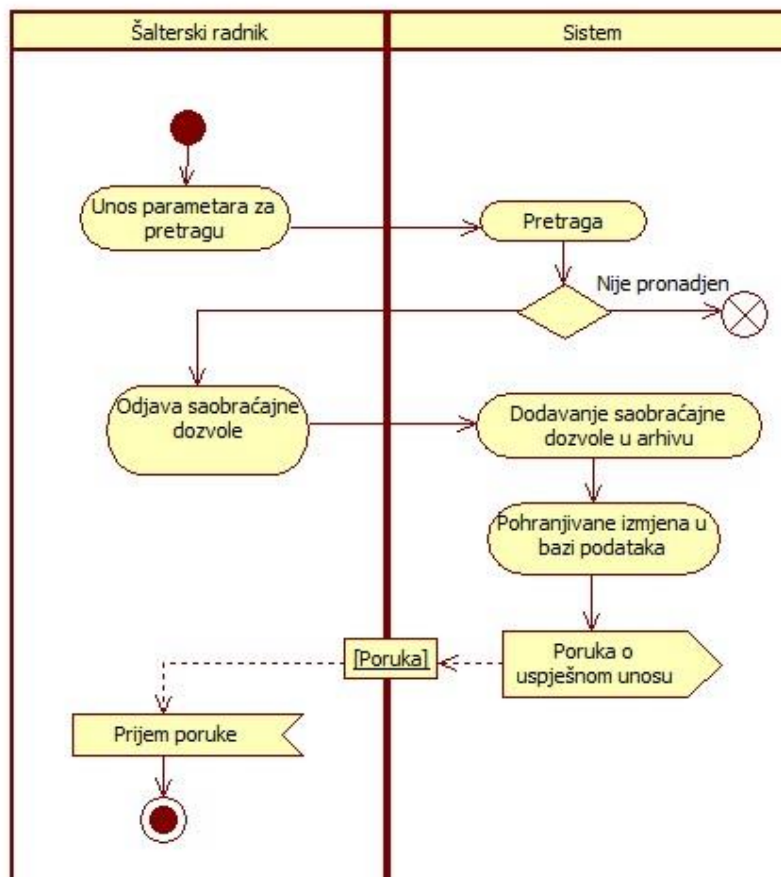 Šalterski radnik
Sistem
Unos parametara za
pretragu
Pretraga
Nije pronadjen
Odjava saobraćajne
dozvole
Dodavanje saobraćajne
dozvole u arhivu
Pohranjivane izmjena u
bazi podataka
Poruka o
uspješnom unosu
[Poruka]
Prijem poruke